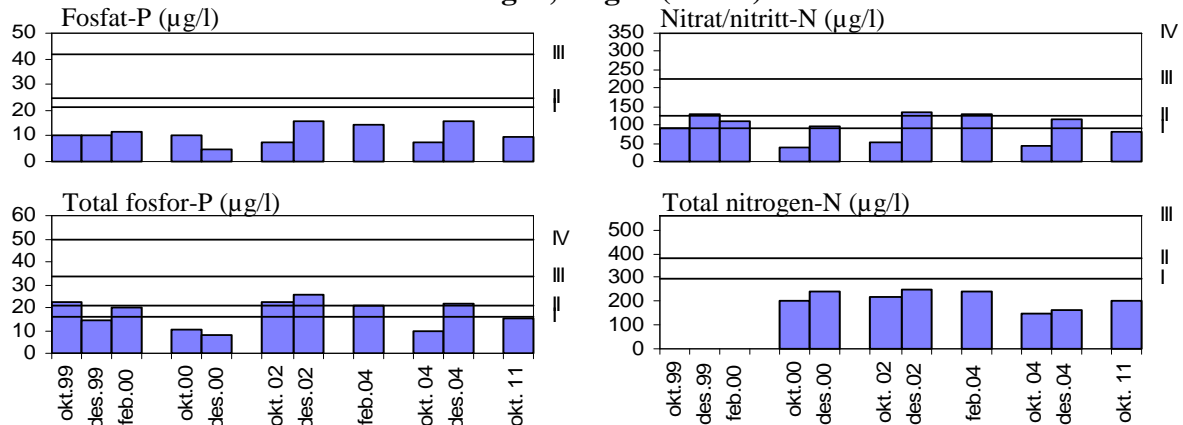 Fosfat-P (µg/l)
50
40
30
20
10
0
III
II
I
Nitrat/nitritt-N (µg/l)
350
300
250
200
150
100
50
0
IV
III
II
I
Total fosfor-P (µg/l)
60
50
40
30
20
10
0
IV
III
II
I
okt.99
des.99
feb.00
okt.00
des.00
okt. 02
des.02
feb.04
okt. 04
des.04
okt. 11
Total nitrogen-N (µg/l)
500
400
300
200
100
0
III
II
I
okt.99
des.99
feb.00
okt.00
des.00
okt. 02
des.02
feb.04
okt. 04
des.04
okt. 11